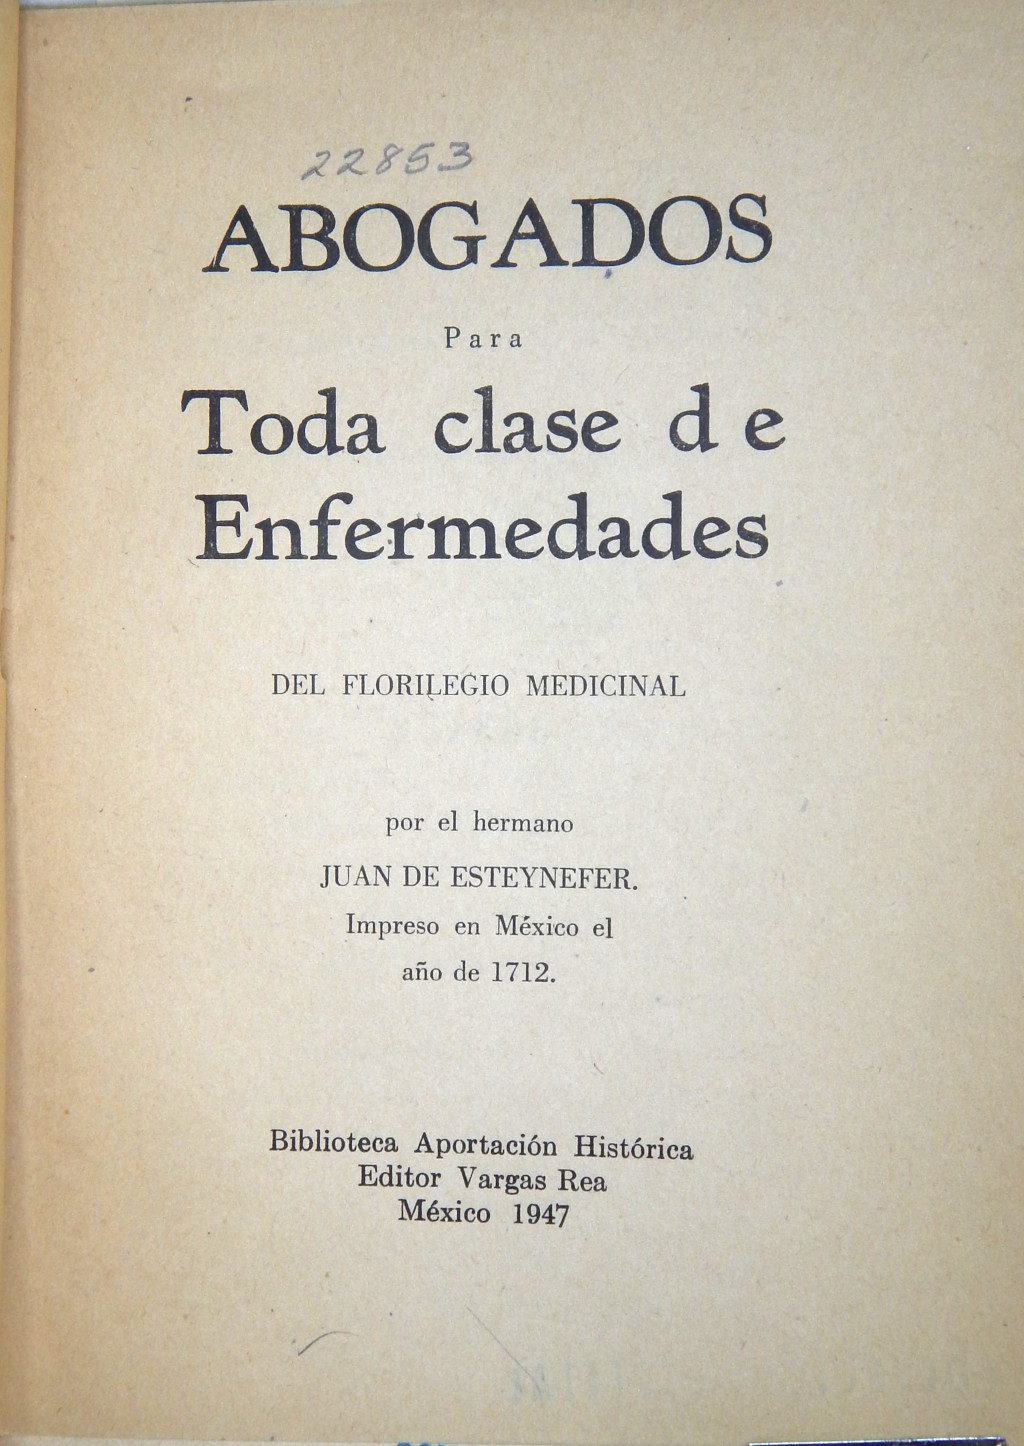 22853
ABOGADOS
Para
Toda clase de
Enfermedades
DEL FLORILEGIO MEDICINAL
por el hermano
JUAN DE ESTEYNEFER.
Impreso en México el
año de 1712.
Biblioteca Aportación Histórica
Editor Vargas Rea
México 1947